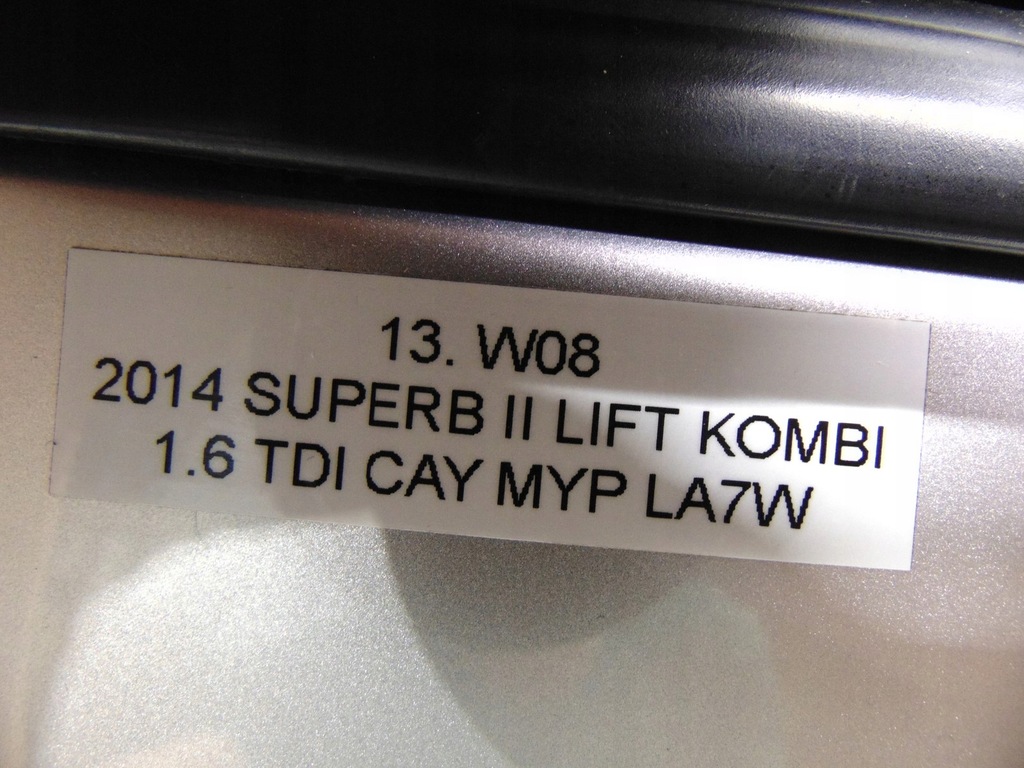 13. W08
2014 SUPERB II LIFT KOMBI
1.6 TDI CAY MYP LA7W